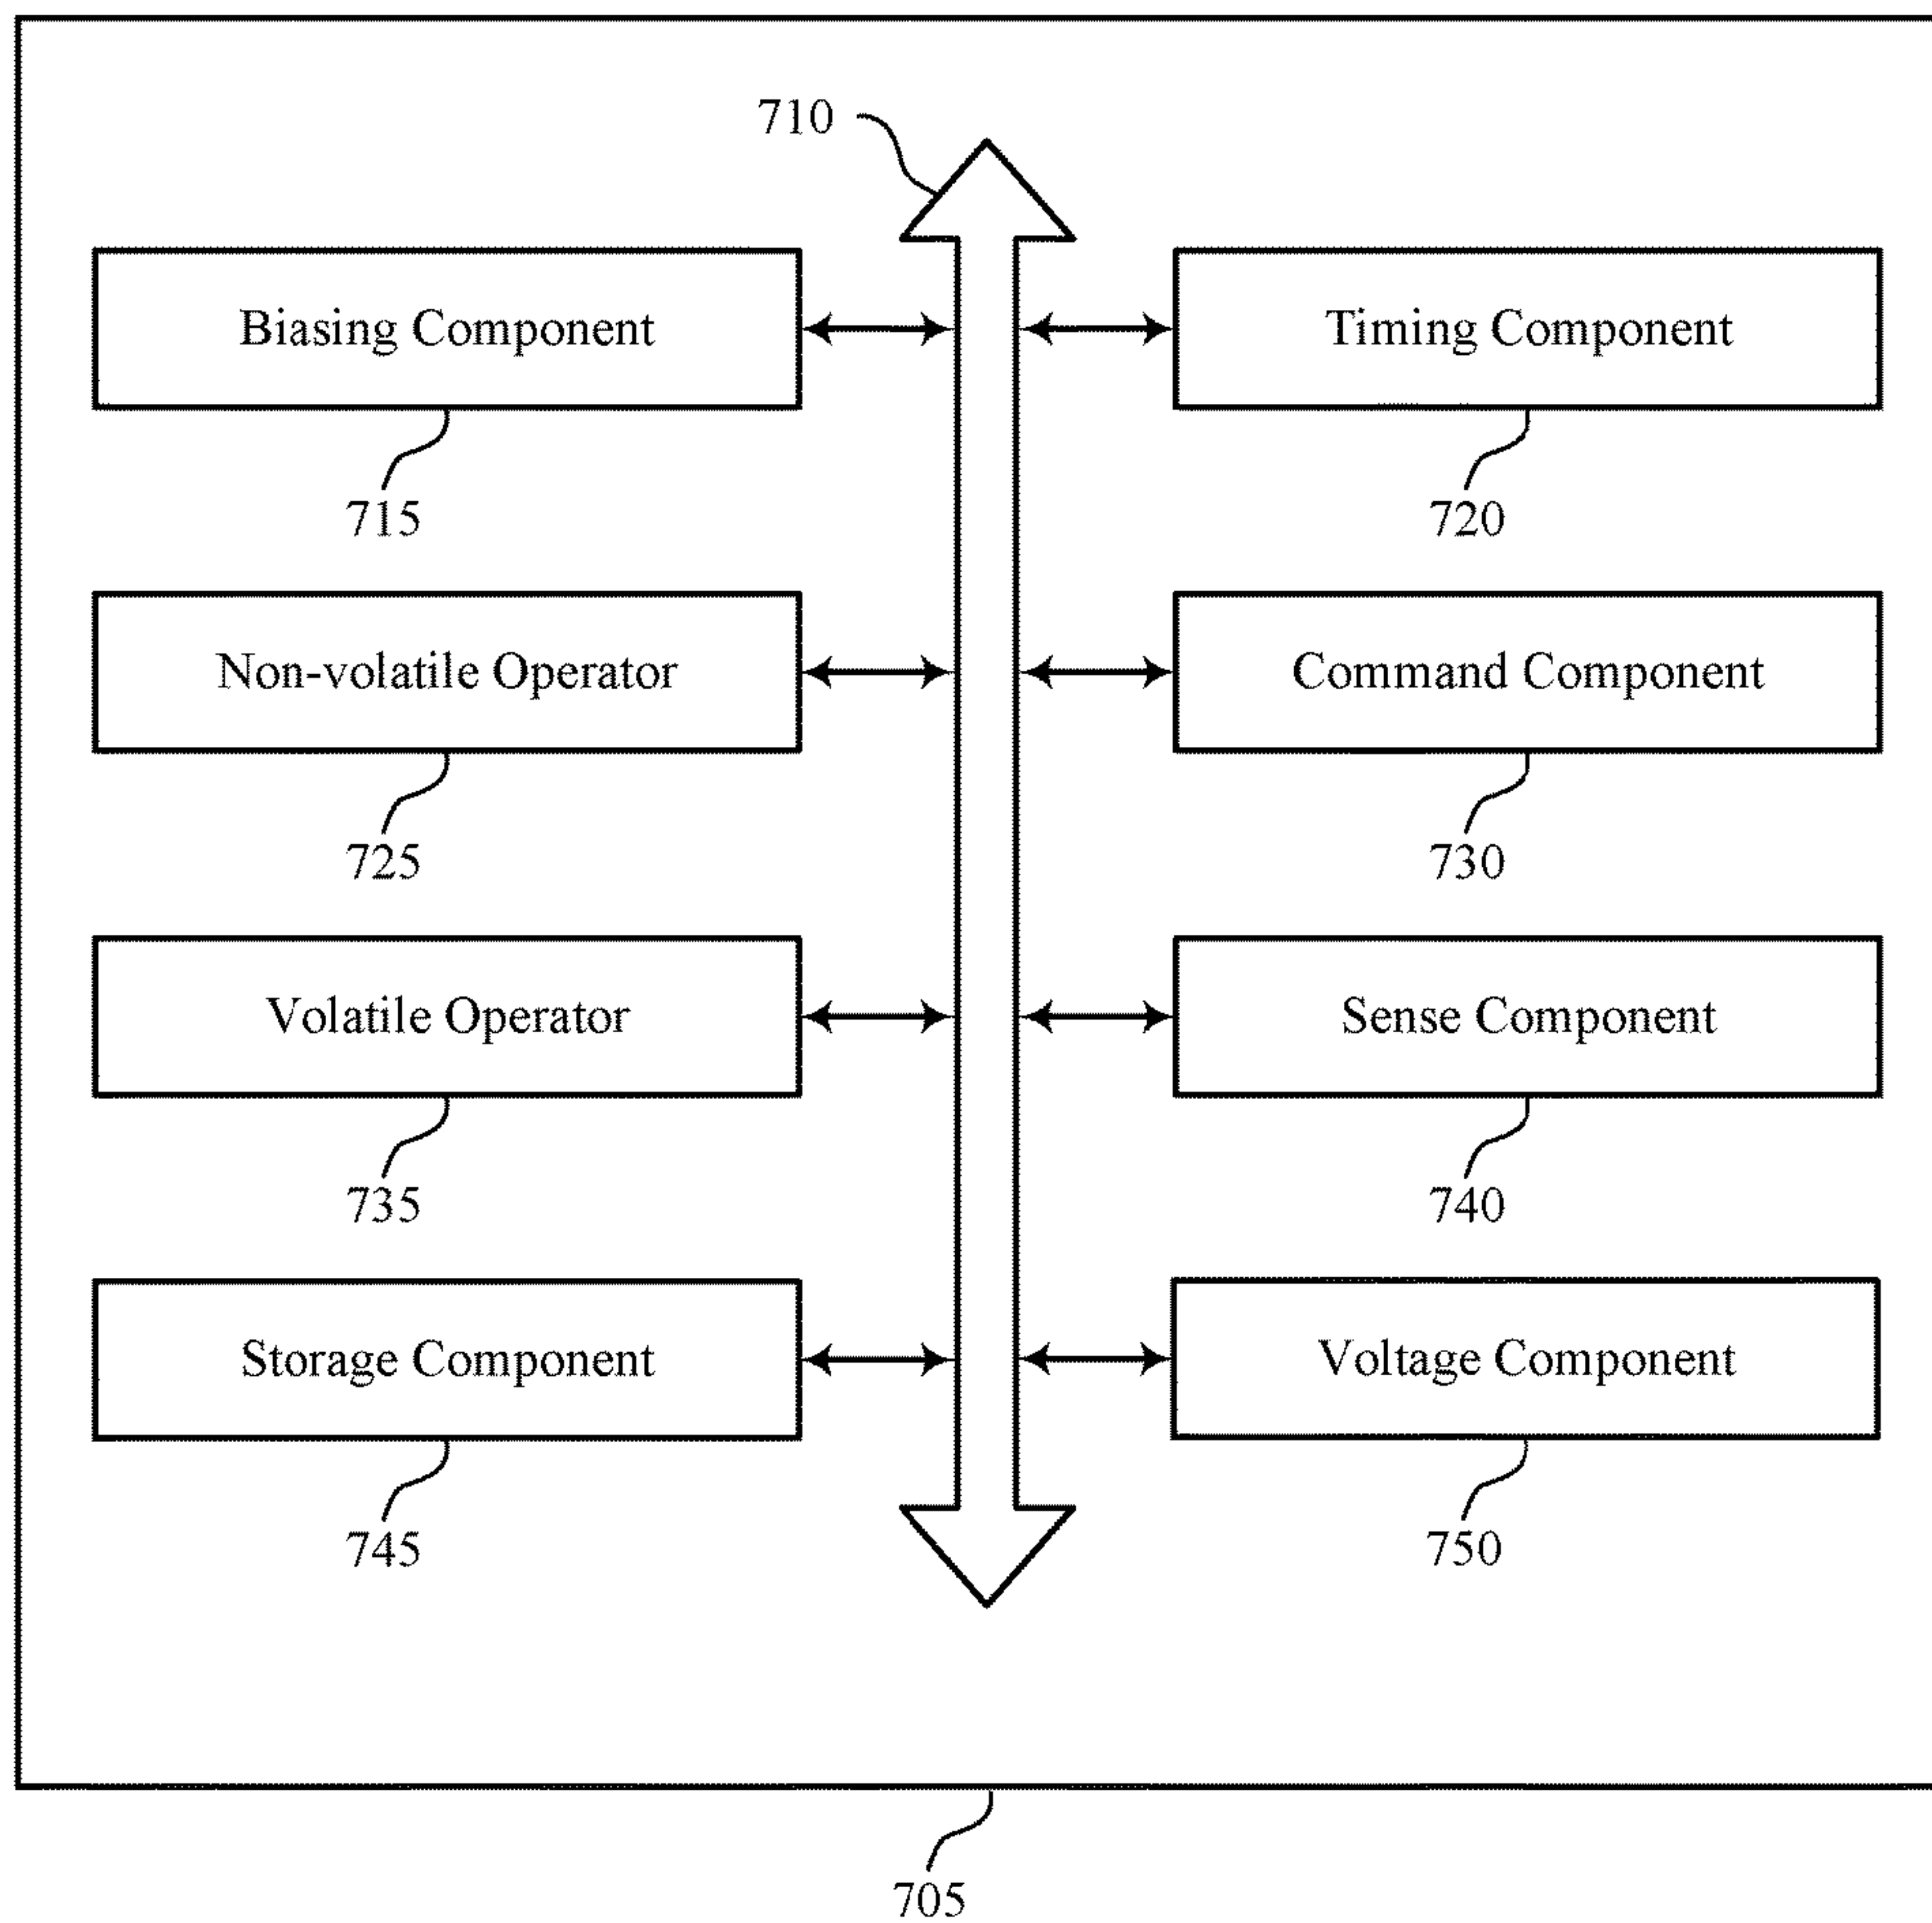 710
Biasing Component
Timing Component
715
720
Non-volatile Operator
Command Component
725
730
Volatile Operator
Sense Component
735
740
Storage Component
Voltage Component
745
750
705